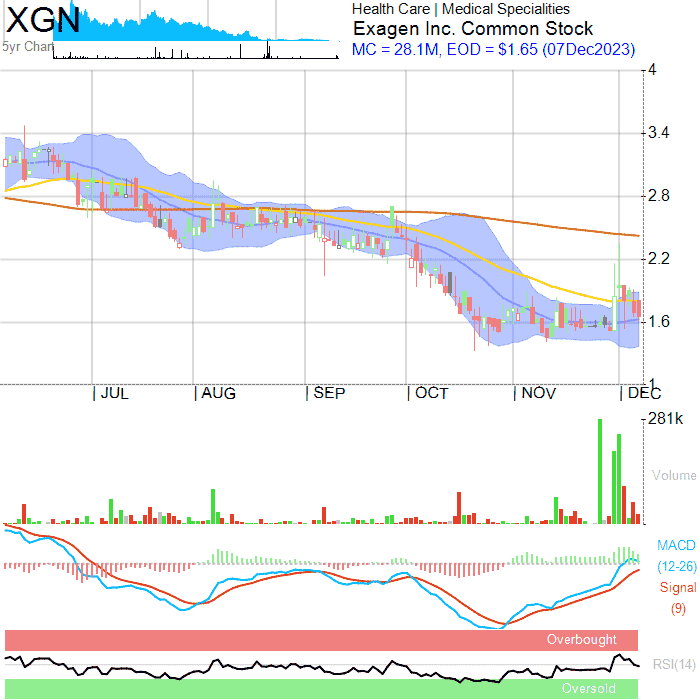 XGN
5yr Chart
Health Care | Medical Specialities
Exagen Inc. Common Stock
MC = 28.1M, EOD = $1.65 (07Dec2023)
4
3.4
2.8
2.2
1.6
1
| JUL | AUG | SEP | OCT | NOV | DEC
281k
Volume
MACD
(12-26)
Signal
(9)
Overbought
RSI(14)
Oversold